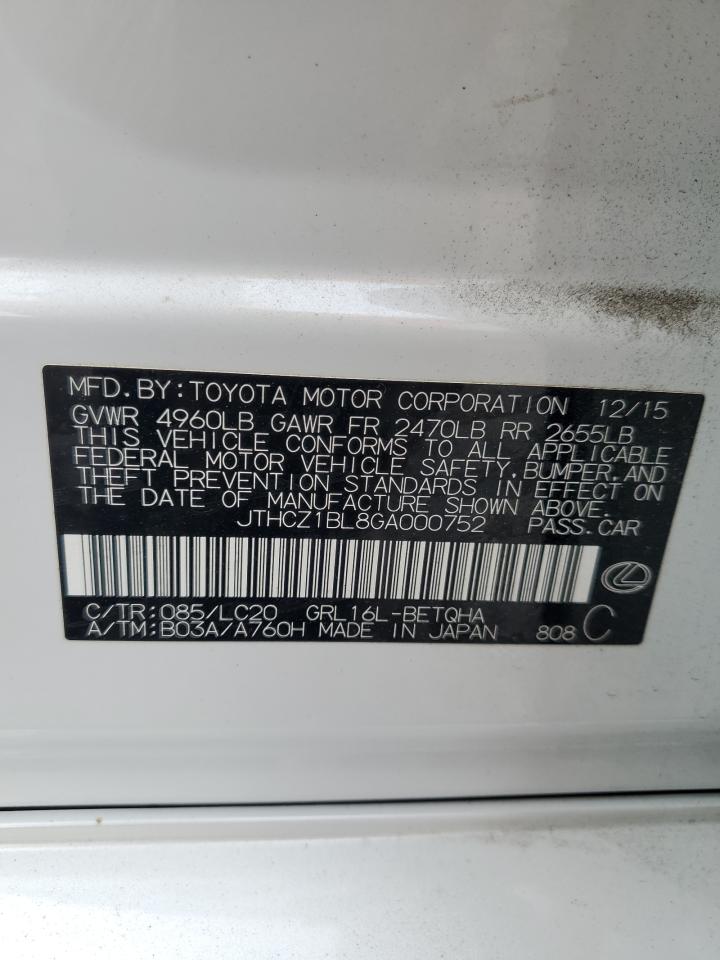 MFD. BY: TOYOTA MOTOR CORPORATION 12/15
GVWR 4960LB GAWR FR 2470LB RR 2655LB
THIS VEHICLE CONFORMS TO ALL APPLICABLE
FEDERAL MOTOR VEHICLE SAFETY, BUMPER, AND
THEFT PREVENTION STANDARDS IN EFFECT ON
THE DATE OF MANUFACTURE SHOWN ABOVE.
JTHCZ1BL8GA000752 PASS. CAR
C/TR: 085/LC20 GRL16L-BETQHA
A/TM: B03A/A760H MADE IN JAPAN 808 C